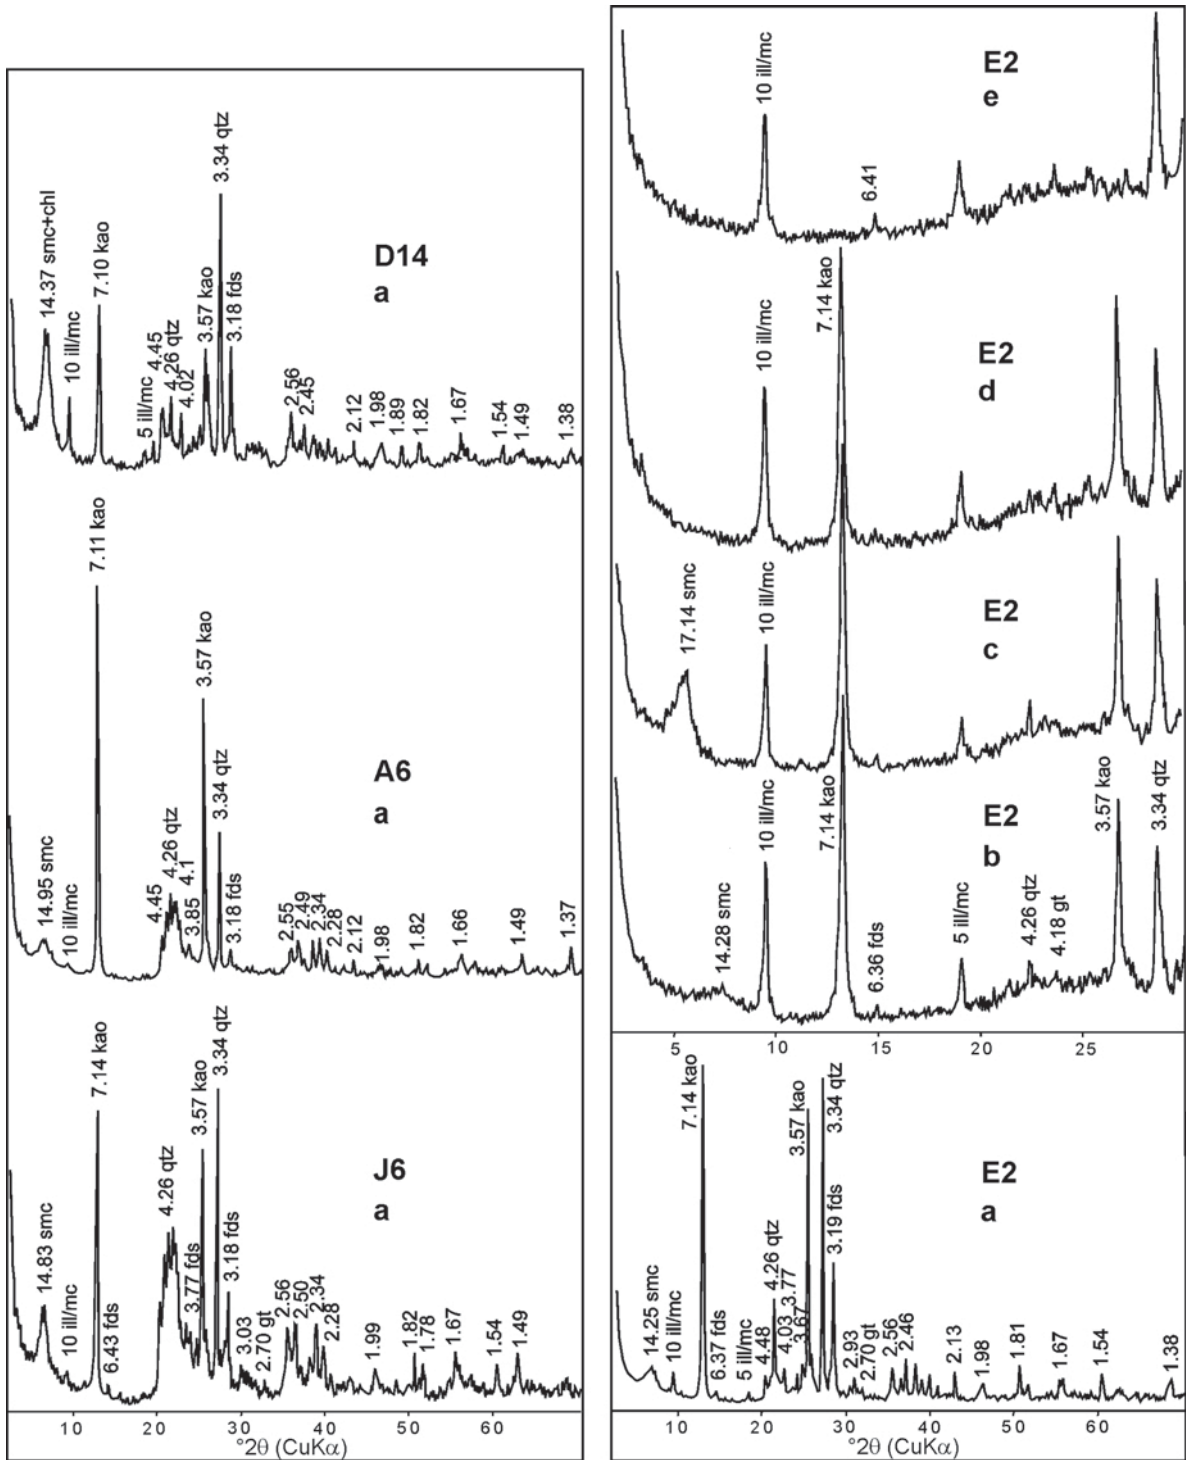 14.37 smc+chl
10 ill/mc
7.10 kao
5 ill/mc
4.45
4.26 qtz
4.02
3.57 kao
3.34 qtz
3.18 fds
2.56
2.45
2.12
1.98
1.89
1.82
1.67
1.54
1.49
1.38
D14
a
14.95 smc
10 ill/mc
7.11 kao
4.45
4.26 qtz
4.1
3.85
3.57 kao
3.34 qtz
3.18 fds
2.55
2.49
2.34
2.28
2.12
1.98
1.82
1.66
1.49
1.37
A6
a
14.83 smc
10 ill/mc
7.14 kao
6.43 fds
4.26 qtz
3.77 fds
3.57 kao
3.34 qtz
3.18 fds
3.03
2.70 gt
2.56
2.50
2.34
2.28
1.99
1.82
1.78
1.67
1.54
1.49
J6
a
10 20 30 40 50 60
°2θ (CuKα)
10 ill/mc
6.41
E2
e
10 ill/mc
7.14 kao
E2
d
17.14 smc
10 ill/mc
E2
c
14.28 smc
10 ill/mc
7.14 kao
6.36 fds
5 ill/mc
4.26 qtz
4.18 gt
3.57 kao
3.34 qtz
E2
b
5 10 15 20 25
14.25 smc
10 ill/mc
7.14 kao
6.37 fds
5 ill/mc
4.48
4.26 qtz
4.03
3.77
3.67
3.57 kao
3.34 qtz
3.19 fds
2.93
2.70 gt
2.56
2.46
2.13
1.98
1.81
1.67
1.54
1.38
E2
a
10 20 30 40 50 60
°2θ (CuKα)